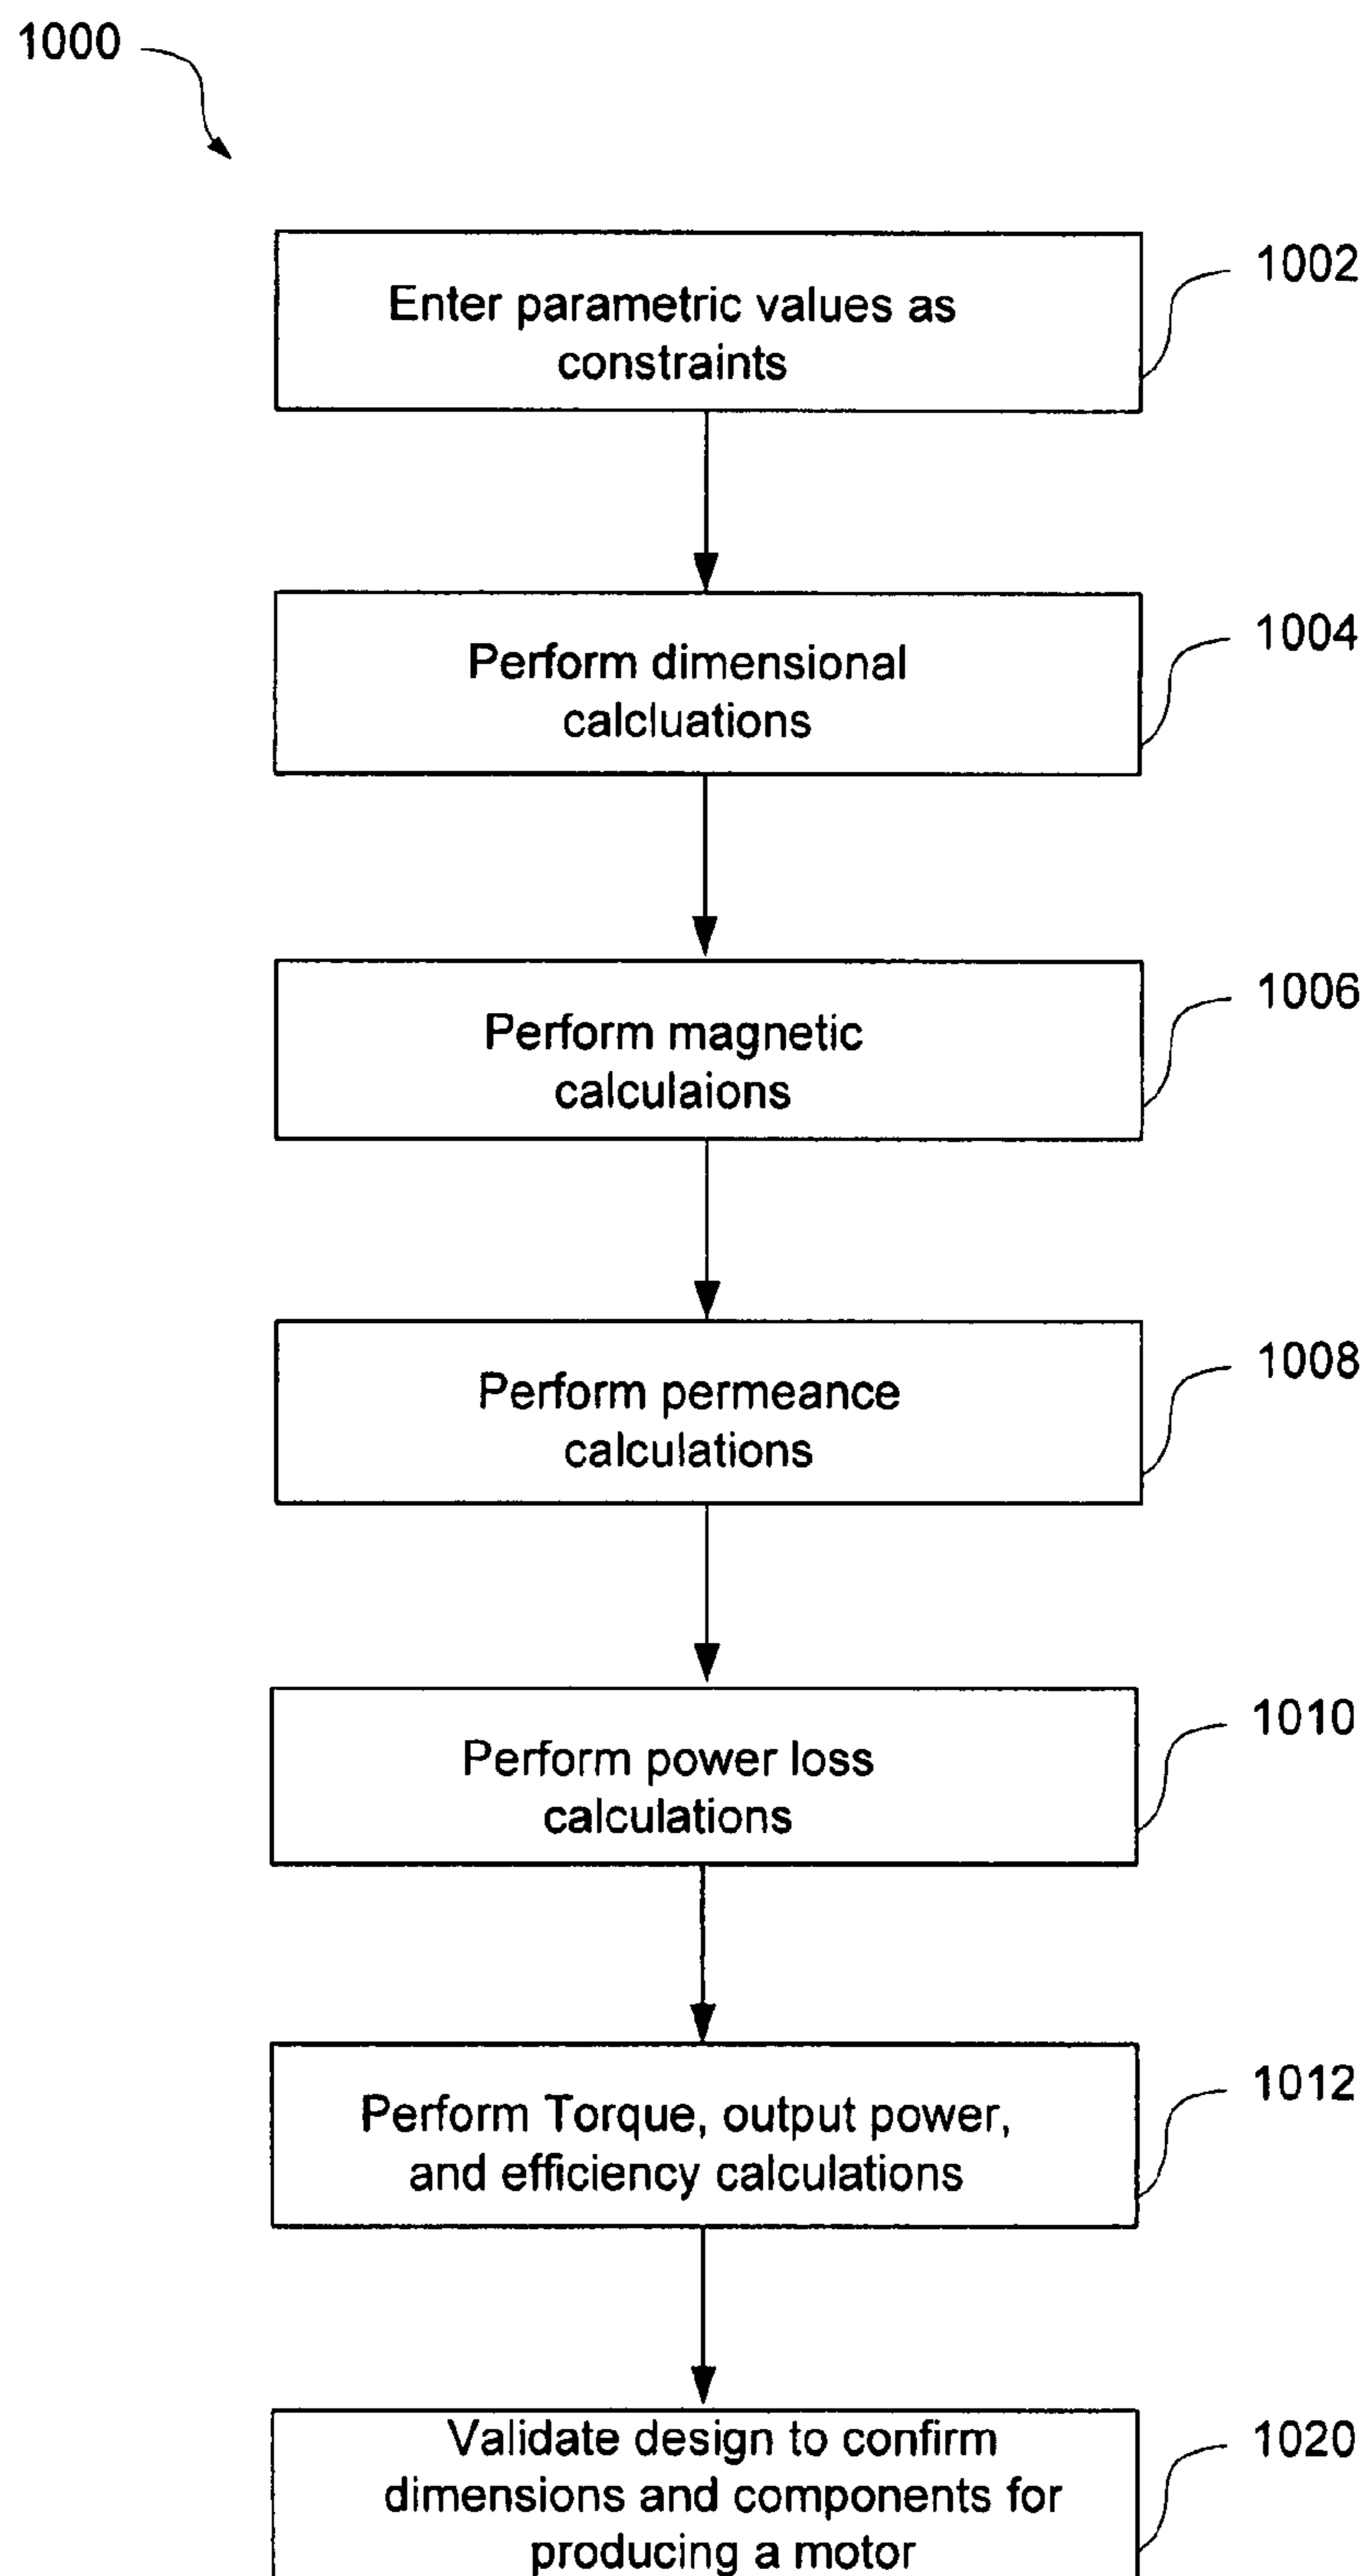 1000
1002
Enter parametric values as
constraints
1004
Perform dimensional
calcluations
1006
Perform magnetic
calculaions
1008
Perform permeance
calculations
1010
Perform power loss
calculations
1012
Perform Torque, output power,
and efficiency calculations
1020
Validate design to confirm
dimensions and components for
producing a motor